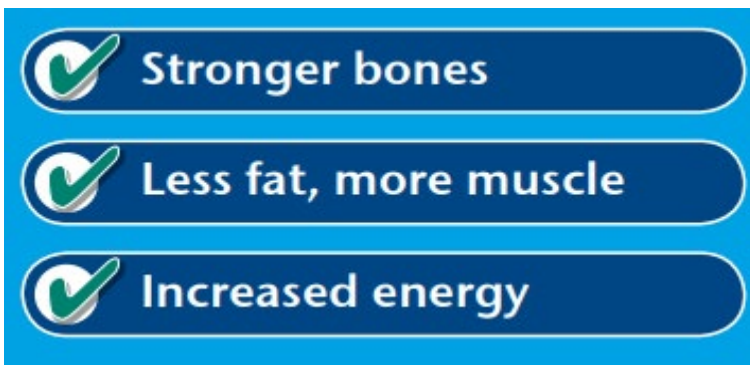 Stronger bones
Less fat, more muscle
Increased energy